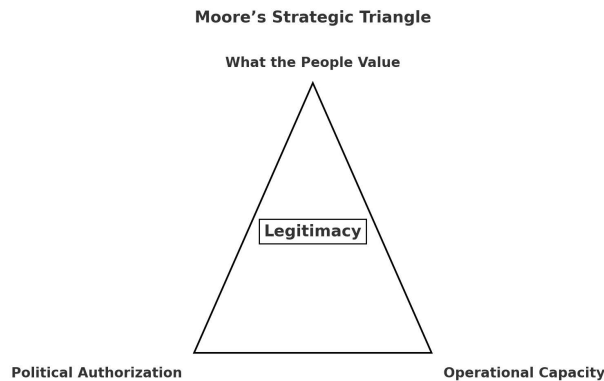 Moore’s Strategic Triangle
What the People Value
Legitimacy
Political Authorization
Operational Capacity